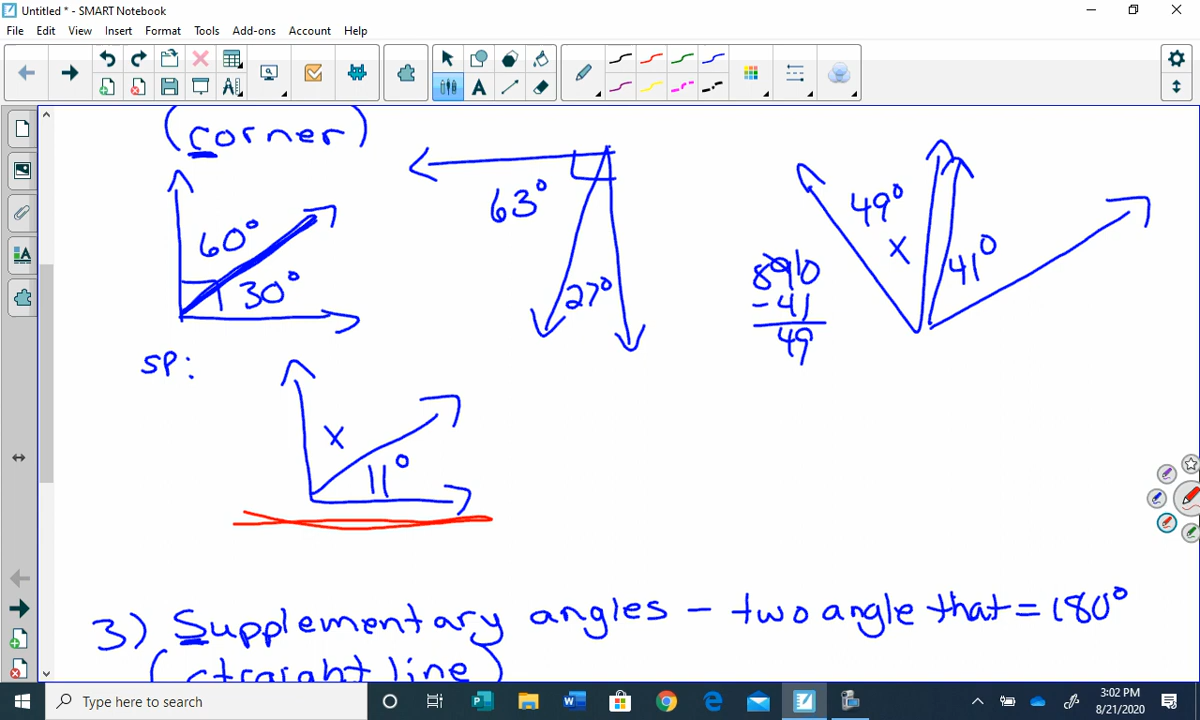 Untitled * - SMART Notebook
File Edit View Insert Format Tools Add-ons Account Help
(corner)
60°
30°
63°
27°
49°
x
41°
8910
-41
49
SP:
x
11°
3) Supplementary angles - two angle that = 180°
(straight line)
Type here to search
3:02 PM
8/21/2020